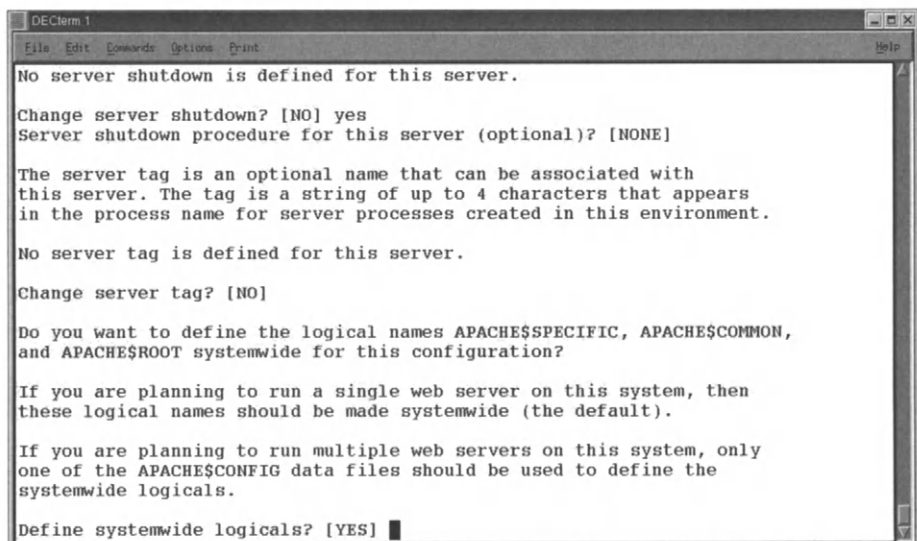 DECterm 1
File Edit Commands Options Print Help
No server shutdown is defined for this server.
Change server shutdown? [NO] yes
Server shutdown procedure for this server (optional)? [NONE]
The server tag is an optional name that can be associated with
this server. The tag is a string of up to 4 characters that appears
in the process name for server processes created in this environment.
No server tag is defined for this server.
Change server tag? [NO]
Do you want to define the logical names APACHE$SPECIFIC, APACHE$COMMON,
and APACHE$ROOT systemwide for this configuration?
If you are planning to run a single web server on this system, then
these logical names should be made systemwide (the default).
If you are planning to run multiple web servers on this system, only
one of the APACHE$CONFIG data files should be used to define the
systemwide logicals.
Define systemwide logicals? [YES]